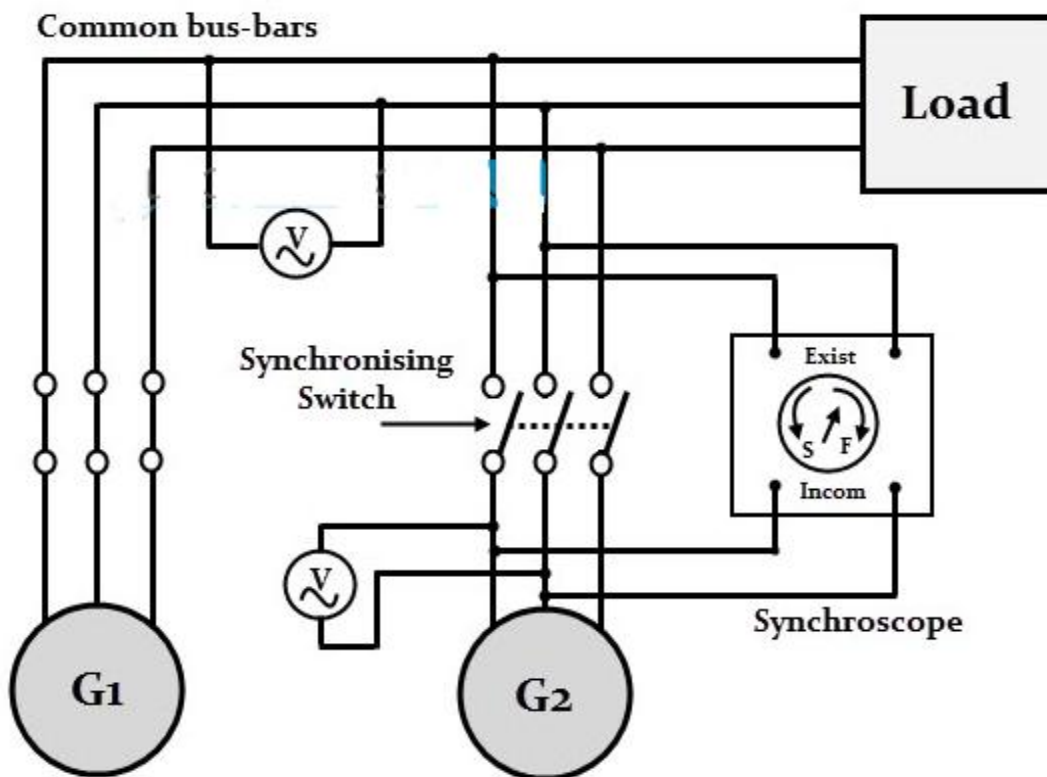 Common bus-bars
Load
V
Synchronising
Switch
Exist
S F
Incom
V
Synchroscope
G1
G2